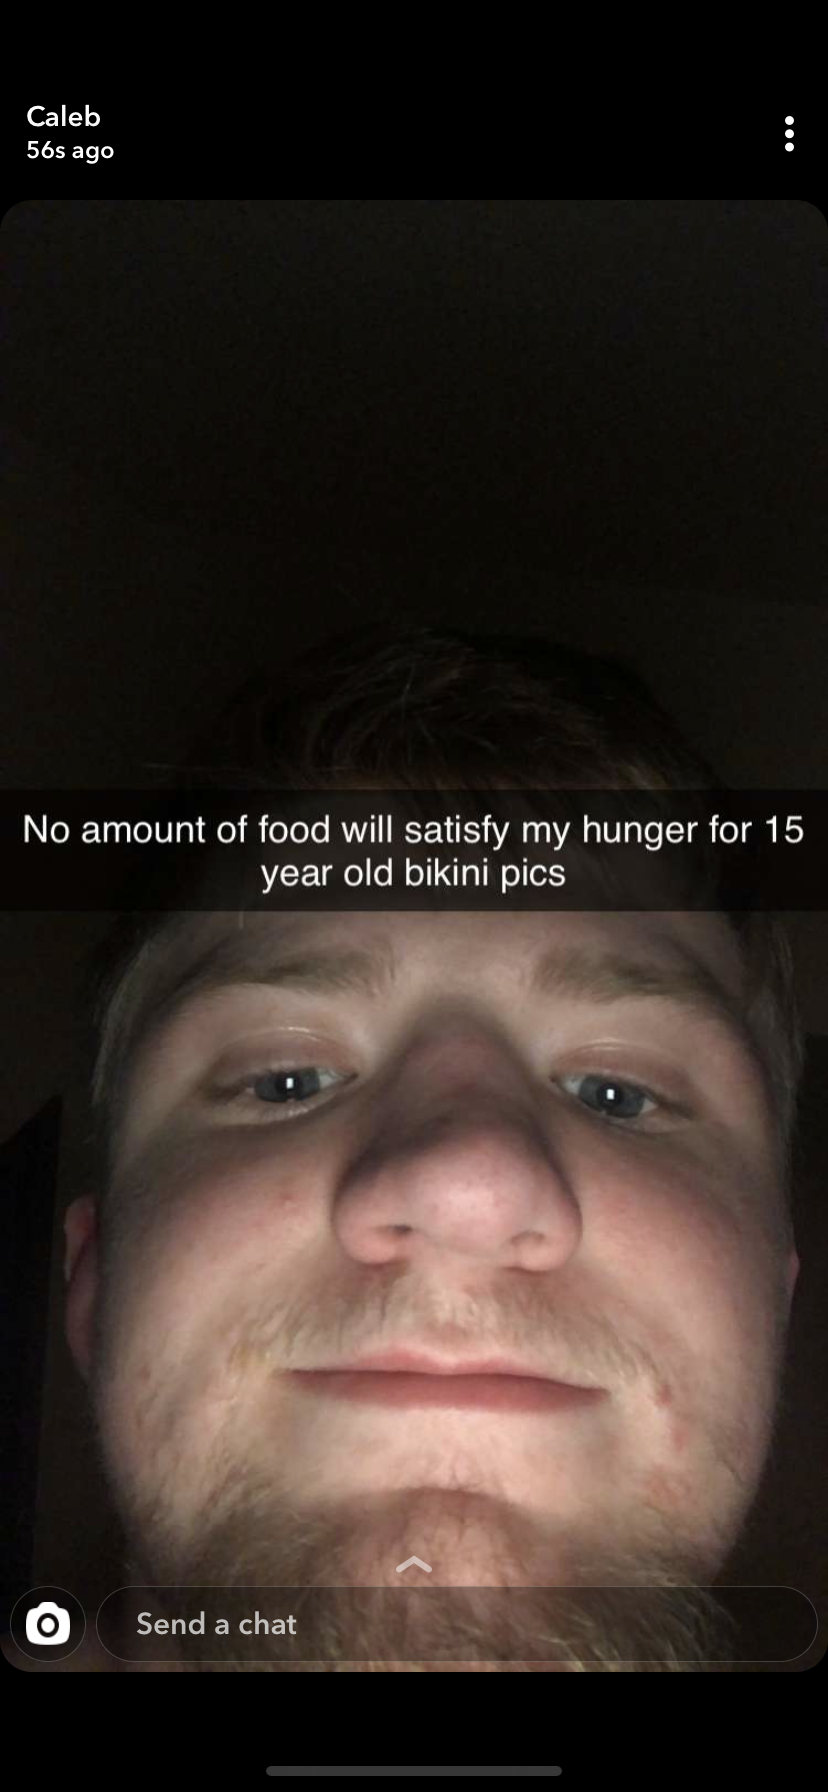 Caleb
56s ago
No amount of food will satisfy my hunger for 15
year old bikini pics
Send a chat